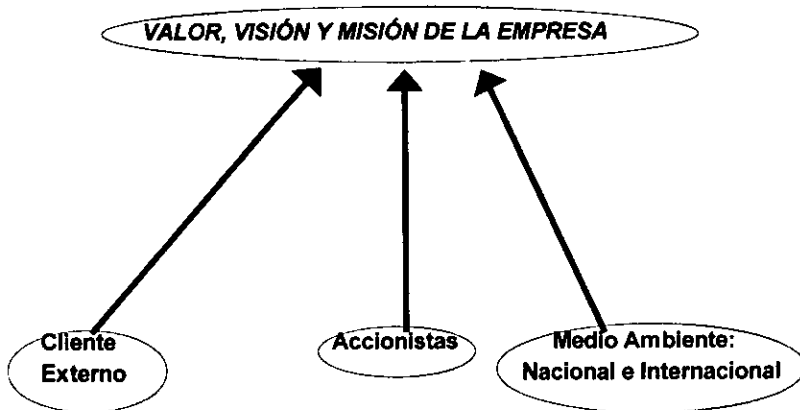 VALOR, VISIÓN Y MISIÓN DE LA EMPRESA
Cliente
Externo
Accionistas
Medio Ambiente:
Nacional e Internacional